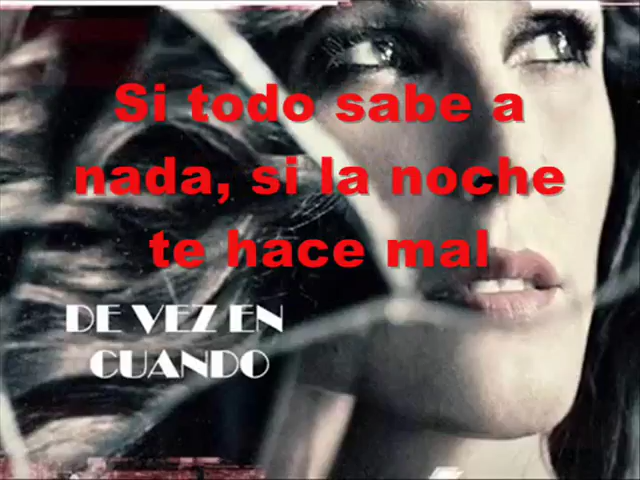 Si todo sabe a
nada, si la noche
te hace mal
DE VEZ EN
CUANDO